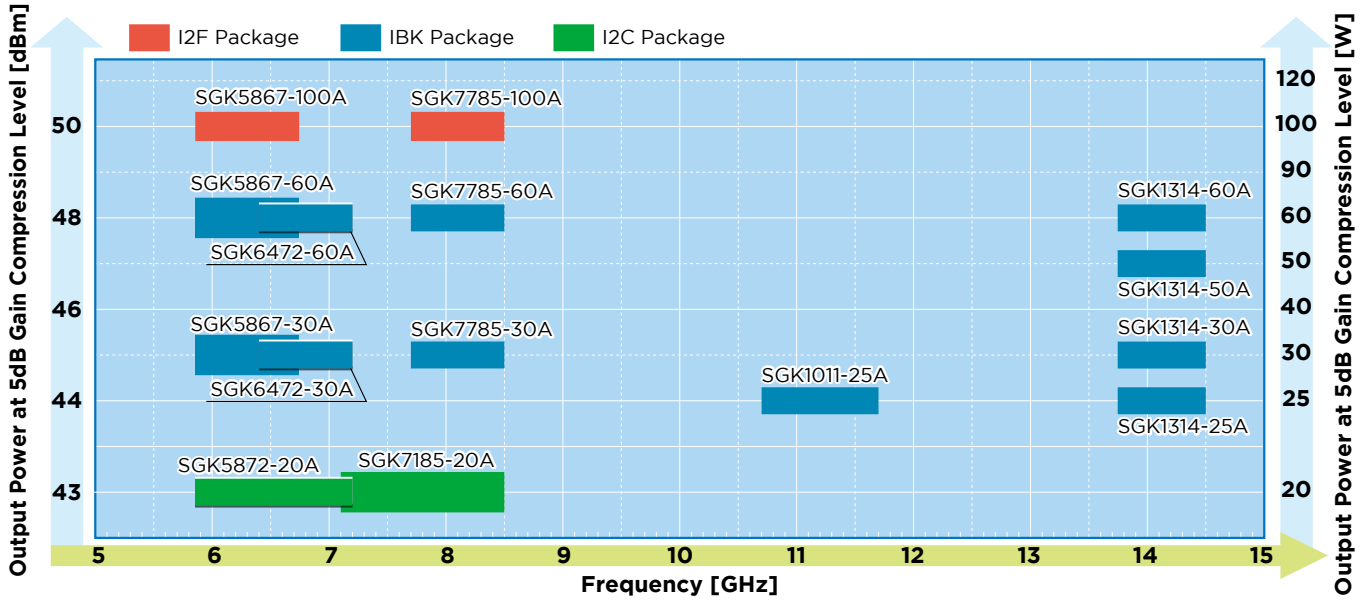 Output Power at 5dB Gain Compression Level [dBm]
I2F Package
IBK Package
I2C Package
Output Power at 5dB Gain Compression Level [W]
120
SGK5867-100A
SGK7785-100A
50
100
90
SGK5867-60A
SGK7785-60A
SGK1314-60A
48
60
SGK6472-60A
50
SGK1314-50A
46
40
SGK5867-30A
SGK7785-30A
SGK1314-30A
30
SGK6472-30A
SGK1011-25A
44
25
SGK1314-25A
SGK5872-20A
SGK7185-20A
43
20
5 6 7 8 9 10 11 12 13 14 15
Frequency [GHz]